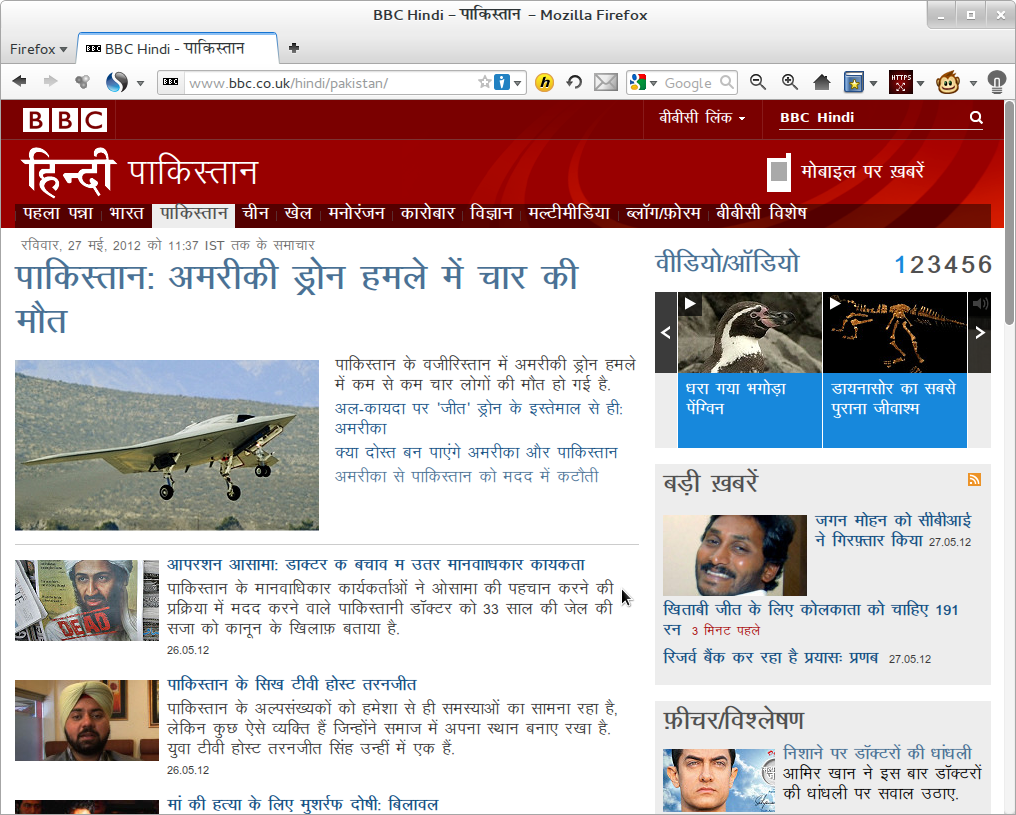 BBC Hindi – पाकिस्तान – Mozilla Firefox
Firefox
BBC Hindi - पाकिस्तान
BBC www.bbc.co.uk/hindi/pakistan/
h
Google
HTTPS
BBC
बीबीसी लिंक
BBC Hindi
हिन्दी पाकिस्तान
मोबाइल पर ख़बरें
पहला पन्ना भारत पाकिस्तान चीन खेल मनोरंजन कारोबार विज्ञान मल्टीमीडिया ब्लॉग/फ़ोरम बीबीसी विशेष
रविवार, 27 मई, 2012 को 11:37 IST तक के समाचार
पाकिस्तान: अमरीकी ड्रोन हमले में चार की
मौत
पाकिस्तान के वजीरिस्तान में अमरीकी ड्रोन हमले
में कम से कम चार लोगों की मौत हो गई है.
अल-कायदा पर 'जीत' ड्रोन के इस्तेमाल से ही:
अमरीका
क्या दोस्त बन पाएंगे अमरीका और पाकिस्तान
अमरीका से पाकिस्तान को मदद में कटौती
DEAD
आपरशन ओसामा: डाक्टर क बचाव म उतर मानवाधिकार कायकता
पाकिस्तान के मानवाधिकार कार्यकर्ताओं ने ओसामा की पहचान करने की
प्रक्रिया में मदद करने वाले पाकिस्तानी डॉक्टर को 33 साल की जेल की
सजा को कानून के खिलाफ़ बताया है.
26.05.12
पाकिस्तान के सिख टीवी होस्ट तरनजीत
पाकिस्तान के अल्पसंख्यकों को हमेशा से ही समस्याओं का सामना रहा है,
लेकिन कुछ ऐसे व्यक्ति हैं जिन्होंने समाज में अपना स्थान बनाए रखा है.
युवा टीवी होस्ट तरनजीत सिंह उन्हीं में एक हैं.
26.05.12
मां की हत्या के लिए मुशर्रफ दोषी: बिलावल
वीडियो/ऑडियो
1 2 3 4 5 6
धरा गया भगोड़ा
पेंग्विन
डायनासोर का सबसे
पुराना जीवाश्म
बड़ी ख़बरें
जगन मोहन को सीबीआई
ने गिरफ़्तार किया 27.05.12
खिताबी जीत के लिए कोलकाता को चाहिए 191
रन 3 मिनट पहले
रिजर्व बैंक कर रहा है प्रयासः प्रणब 27.05.12
फ़ीचर/विश्लेषण
निशाने पर डॉक्टरों की धांधली
आमिर खान ने इस बार डॉक्टरों
की धांधली पर सवाल उठाए.